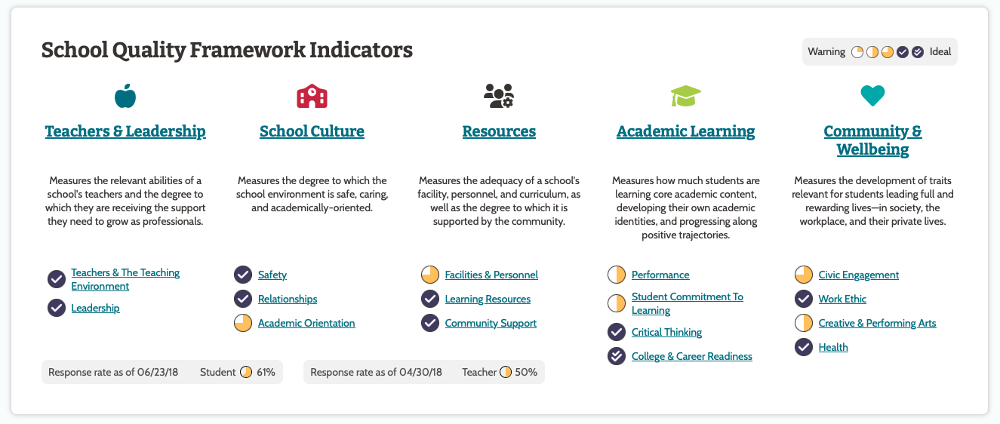 School Quality Framework Indicators
Warning Ideal
Teachers & Leadership
Measures the relevant abilities of a
school's teachers and the degree to
which they are receiving the support
they need to grow as professionals.
Teachers & The Teaching
Environment
Leadership
School Culture
Measures the degree to which the
school environment is safe, caring,
and academically-oriented.
Safety
Relationships
Academic Orientation
Resources
Measures the adequacy of a school's
facility, personnel, and curriculum, as
well as the degree to which it is
supported by the community.
Facilities & Personnel
Learning Resources
Community Support
Academic Learning
Measures how much students are
learning core academic content,
developing their own academic
identities, and progressing along
positive trajectories.
Performance
Student Commitment To
Learning
Critical Thinking
College & Career Readiness
Community &
Wellbeing
Measures the development of traits
relevant for students leading full and
rewarding lives—in society, the
workplace, and their private lives.
Civic Engagement
Work Ethic
Creative & Performing Arts
Health
Response rate as of 06/23/18 Student 61%
Response rate as of 04/30/18 Teacher 50%